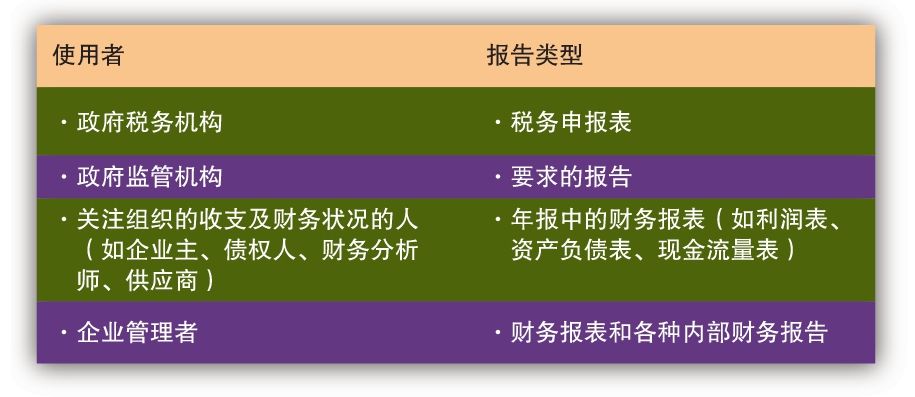 使用者 报告类型
·政府税务机构 ·税务申报表
·政府监管机构 ·要求的报告
·关注组织的收支及财务状况的人 ·年报中的财务报表（如利润表、
（如企业主、债权人、财务分析 资产负债表、现金流量表）
师、供应商）
·企业管理者 ·财务报表和各种内部财务报告